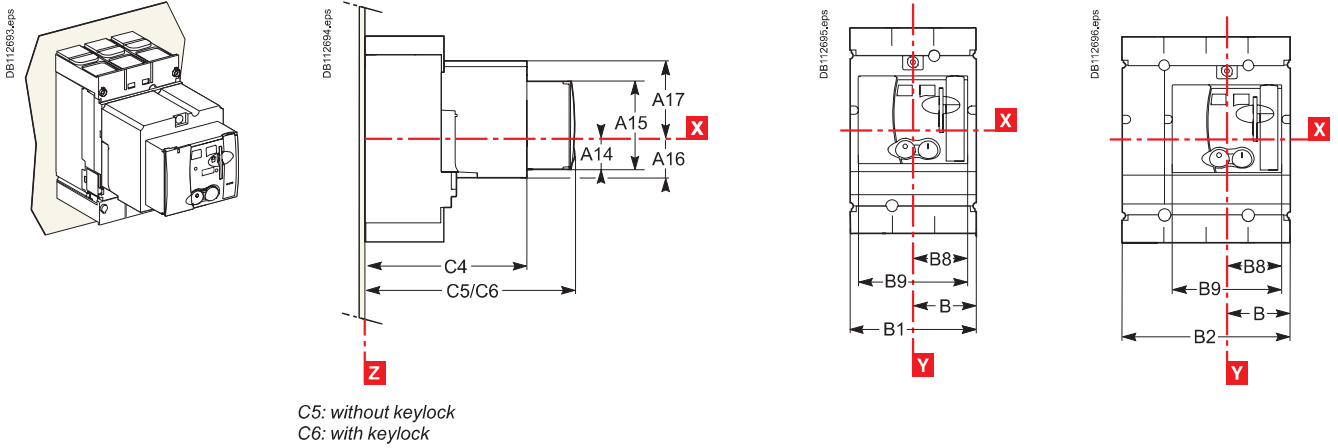 DB112693.eps
DB112694.eps
A17
A15
A14
A16
X
C4
C5/C6
Z
C5: without keylock
C6: with keylock
DB112695.eps
X
B8
B9
B
B1
Y
DB112696.eps
X
B8
B9
B
B2
Y